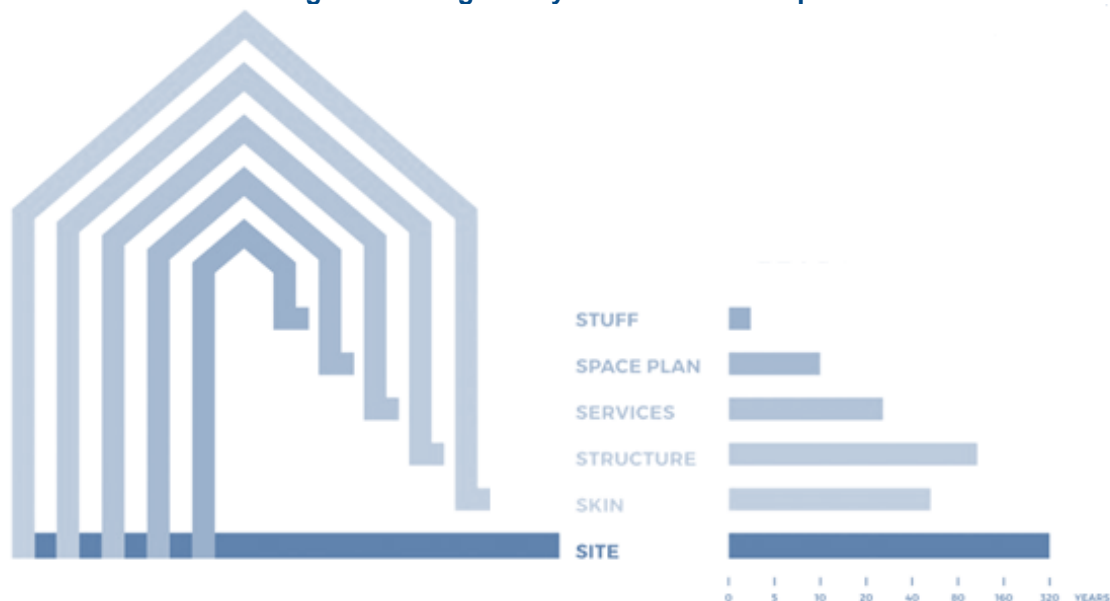 STUFF
SPACE PLAN
SERVICES
STRUCTURE
SKIN
SITE
0 5 10 20 40 80 160 320 YEARS